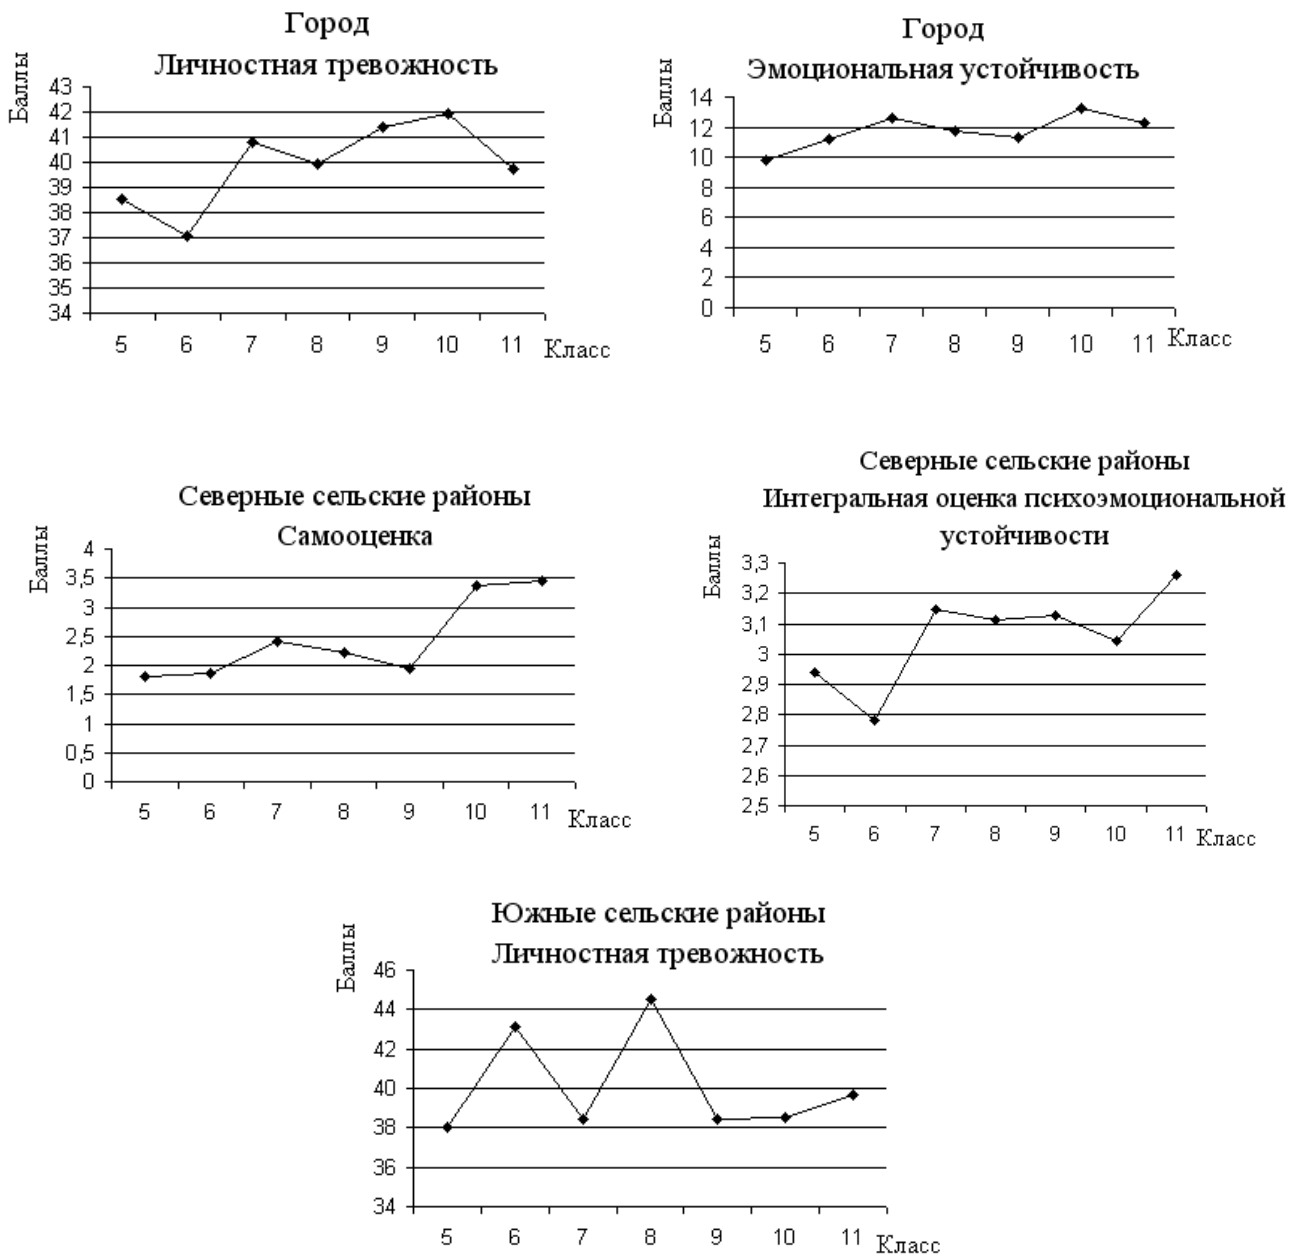 Город
Личностная тревожность
Баллы
43
42
41
40
39
38
37
36
35
34
5 6 7 8 9 10 11 Класс
Город
Эмоциональная устойчивость
Баллы
14
12
10
8
6
4
2
0
5 6 7 8 9 10 11 Класс
Северные сельские районы
Самооценка
Баллы
4
3,5
3
2,5
2
1,5
1
0,5
0
5 6 7 8 9 10 11 Класс
Северные сельские районы
Интегральная оценка психоэмоциональной
устойчивости
Баллы
3,3
3,2
3,1
3
2,9
2,8
2,7
2,6
2,5
5 6 7 8 9 10 11 Класс
Южные сельские районы
Личностная тревожность
Баллы
46
44
42
40
38
36
34
5 6 7 8 9 10 11 Класс